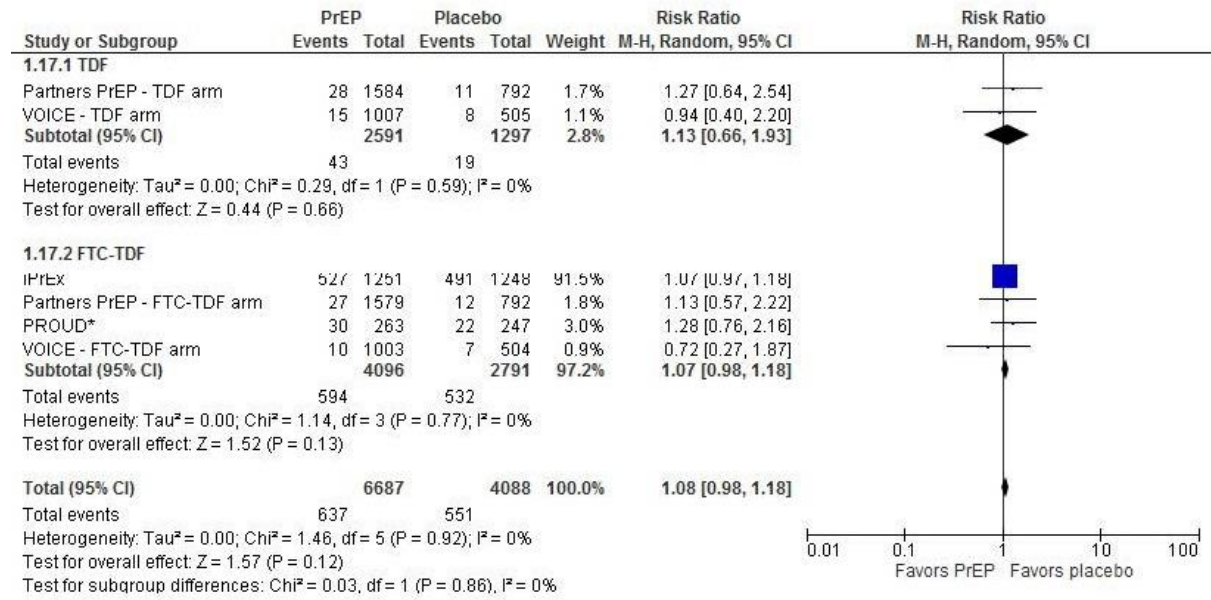 PrEP Placebo Risk Ratio Risk Ratio
Study or Subgroup Events Total Events Total Weight M-H, Random, 95% CI M-H, Random, 95% CI
1.17.1 TDF
Partners PrEP - TDF arm 28 1584 11 792 1.7% 1.27 [0.64, 2.54]
VOICE - TDF arm 15 1007 8 505 1.1% 0.94 [0.40, 2.20]
Subtotal (95% CI) 2591 1297 2.8% 1.13 [0.66, 1.93]
Total events 43 19
Heterogeneity: Tau² = 0.00; Chi² = 0.29, df = 1 (P = 0.59); I² = 0%
Test for overall effect: Z = 0.44 (P = 0.66)
1.17.2 FTC-TDF
iPrEx 527 1251 491 1248 91.5% 1.07 [0.97, 1.18]
Partners PrEP - FTC-TDF arm 27 1579 12 792 1.8% 1.13 [0.57, 2.22]
PROUD* 30 263 22 247 3.0% 1.28 [0.76, 2.16]
VOICE - FTC-TDF arm 10 1003 7 504 0.9% 0.72 [0.27, 1.87]
Subtotal (95% CI) 4096 2791 97.2% 1.07 [0.98, 1.18]
Total events 594 532
Heterogeneity: Tau² = 0.00; Chi² = 1.14, df = 3 (P = 0.77); I² = 0%
Test for overall effect: Z = 1.52 (P = 0.13)
Total (95% CI) 6687 4088 100.0% 1.08 [0.98, 1.18]
Total events 637 551
Heterogeneity: Tau² = 0.00; Chi² = 1.46, df = 5 (P = 0.92); I² = 0%
Test for overall effect: Z = 1.57 (P = 0.12)
Test for subgroup differences: Chi² = 0.03, df = 1 (P = 0.86), I² = 0%
0.01 0.1 1 10 100
Favors PrEP Favors placebo